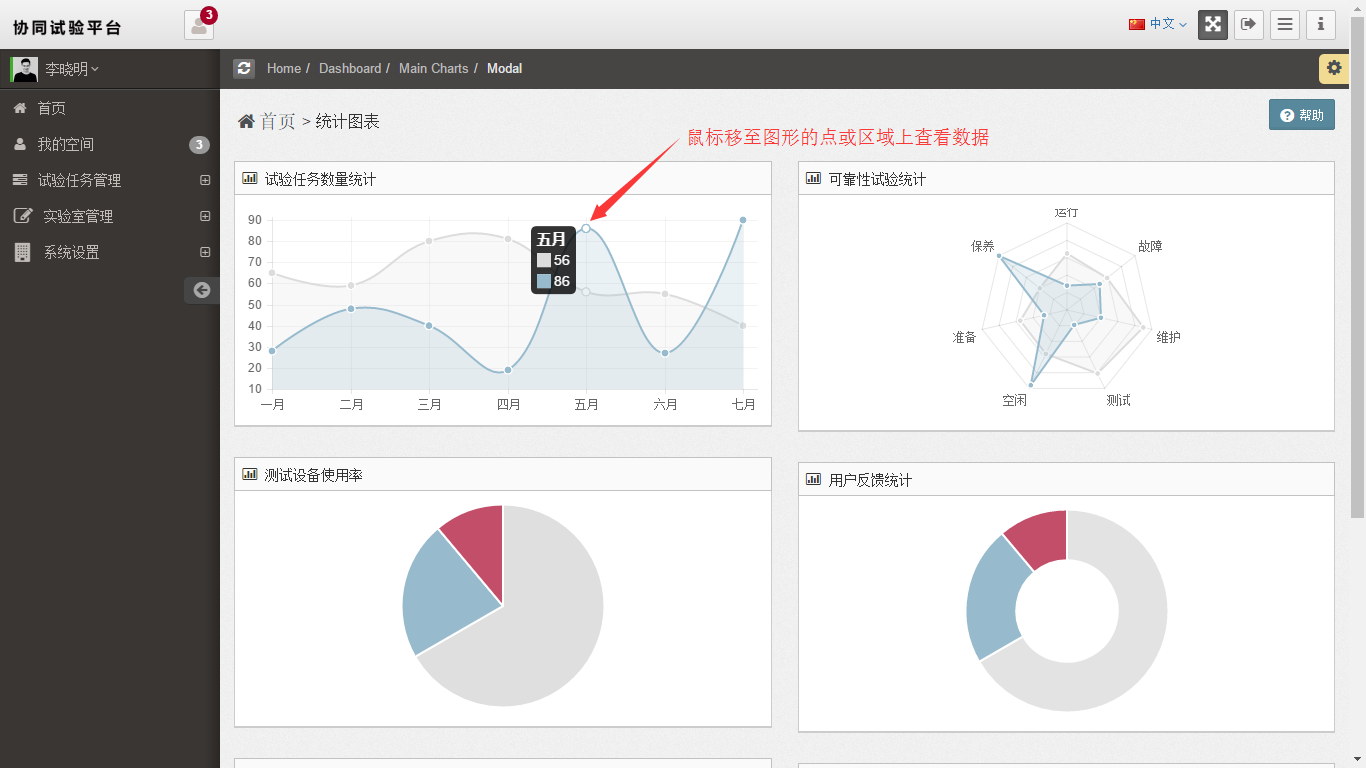 协同试验平台
3
中文
李晓明
Home / Dashboard / Main Charts / Modal
首页
我的空间
3
试验任务管理
实验室管理
系统设置
首页 > 统计图表
帮助
鼠标移至图形的点或区域上查看数据
试验任务数量统计
90
80
70
60
50
40
30
20
10
一月 二月 三月 四月 五月 六月 七月
五月
56
86
可靠性试验统计
运行
故障
维护
测试
空闲
准备
保养
测试设备使用率
用户反馈统计